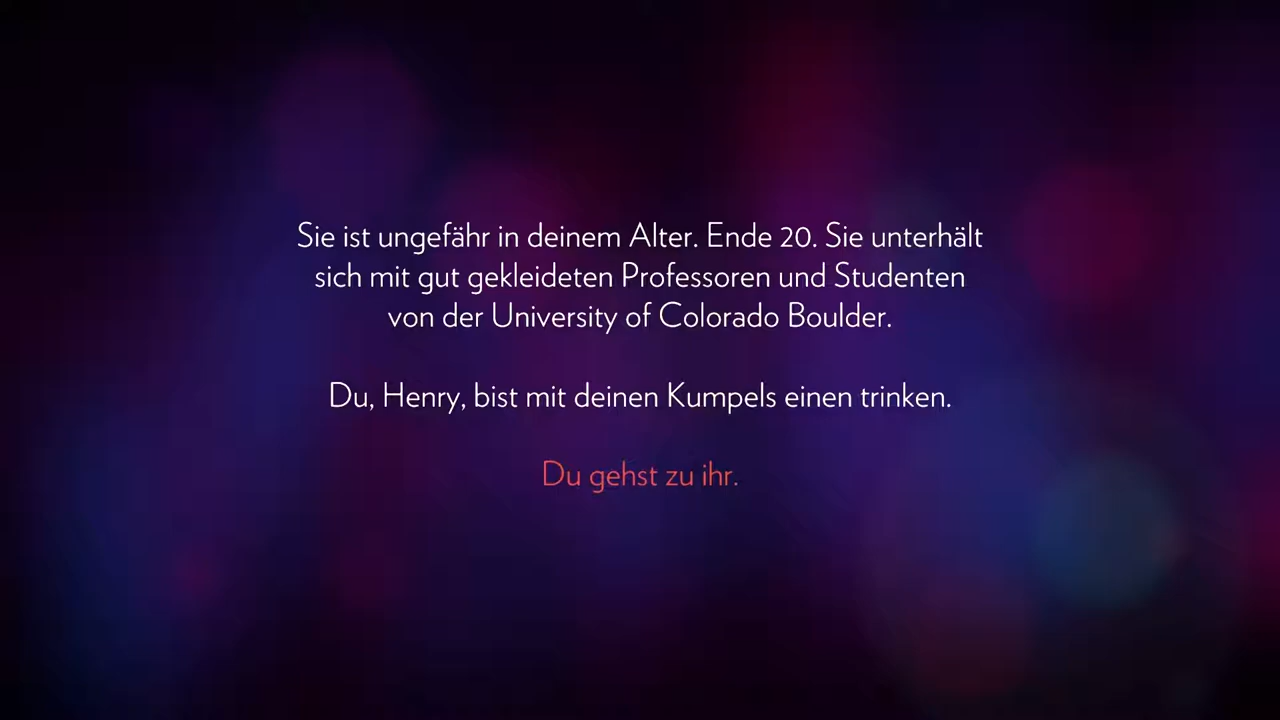 Sie ist ungefähr in deinem Alter. Ende 20. Sie unterhält
sich mit gut gekleideten Professoren und Studenten
von der University of Colorado Boulder.
Du, Henry, bist mit deinen Kumpels einen trinken.
Du gehst zu ihr.